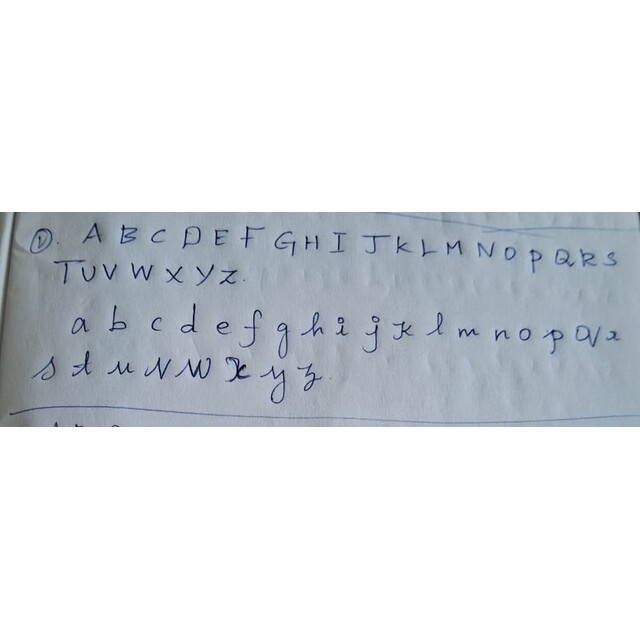 ①. A B C D E F G H I J K L M N O P Q R S
T U V W X Y Z.
a b c d e f g h i j k l m n o p q r
s t u v w x y z.